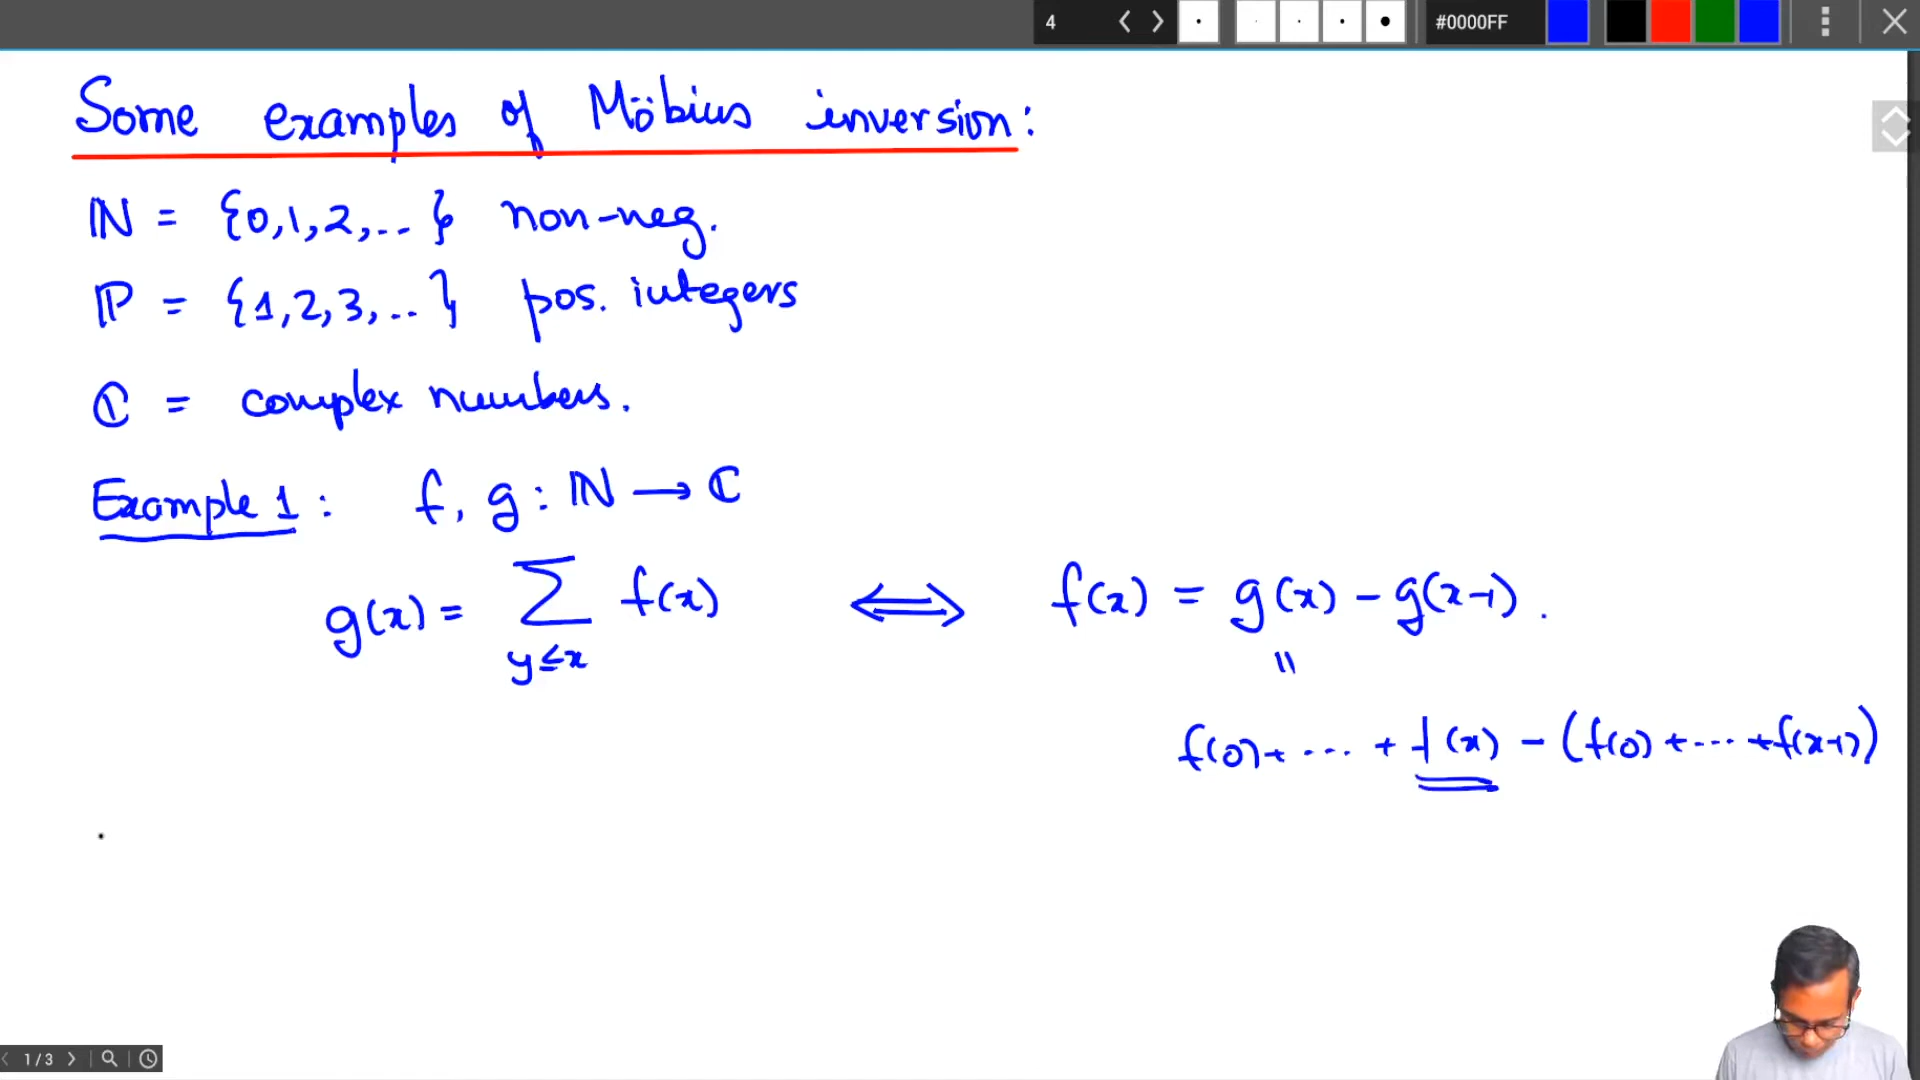 4 #0000FF
Some examples of Möbius inversion:
ℕ = {0,1,2,...} non-neg.
ℙ = {1,2,3,...} pos. integers
ℂ = complex numbers.
Example 1: f, g : ℕ → ℂ
g(x) = ∑_{y≤x} f(x) ⟺ f(x) = g(x) - g(x-1).
॥
f(0)+ ... + f(x) - (f(0) + ... + f(x-1))
1/3